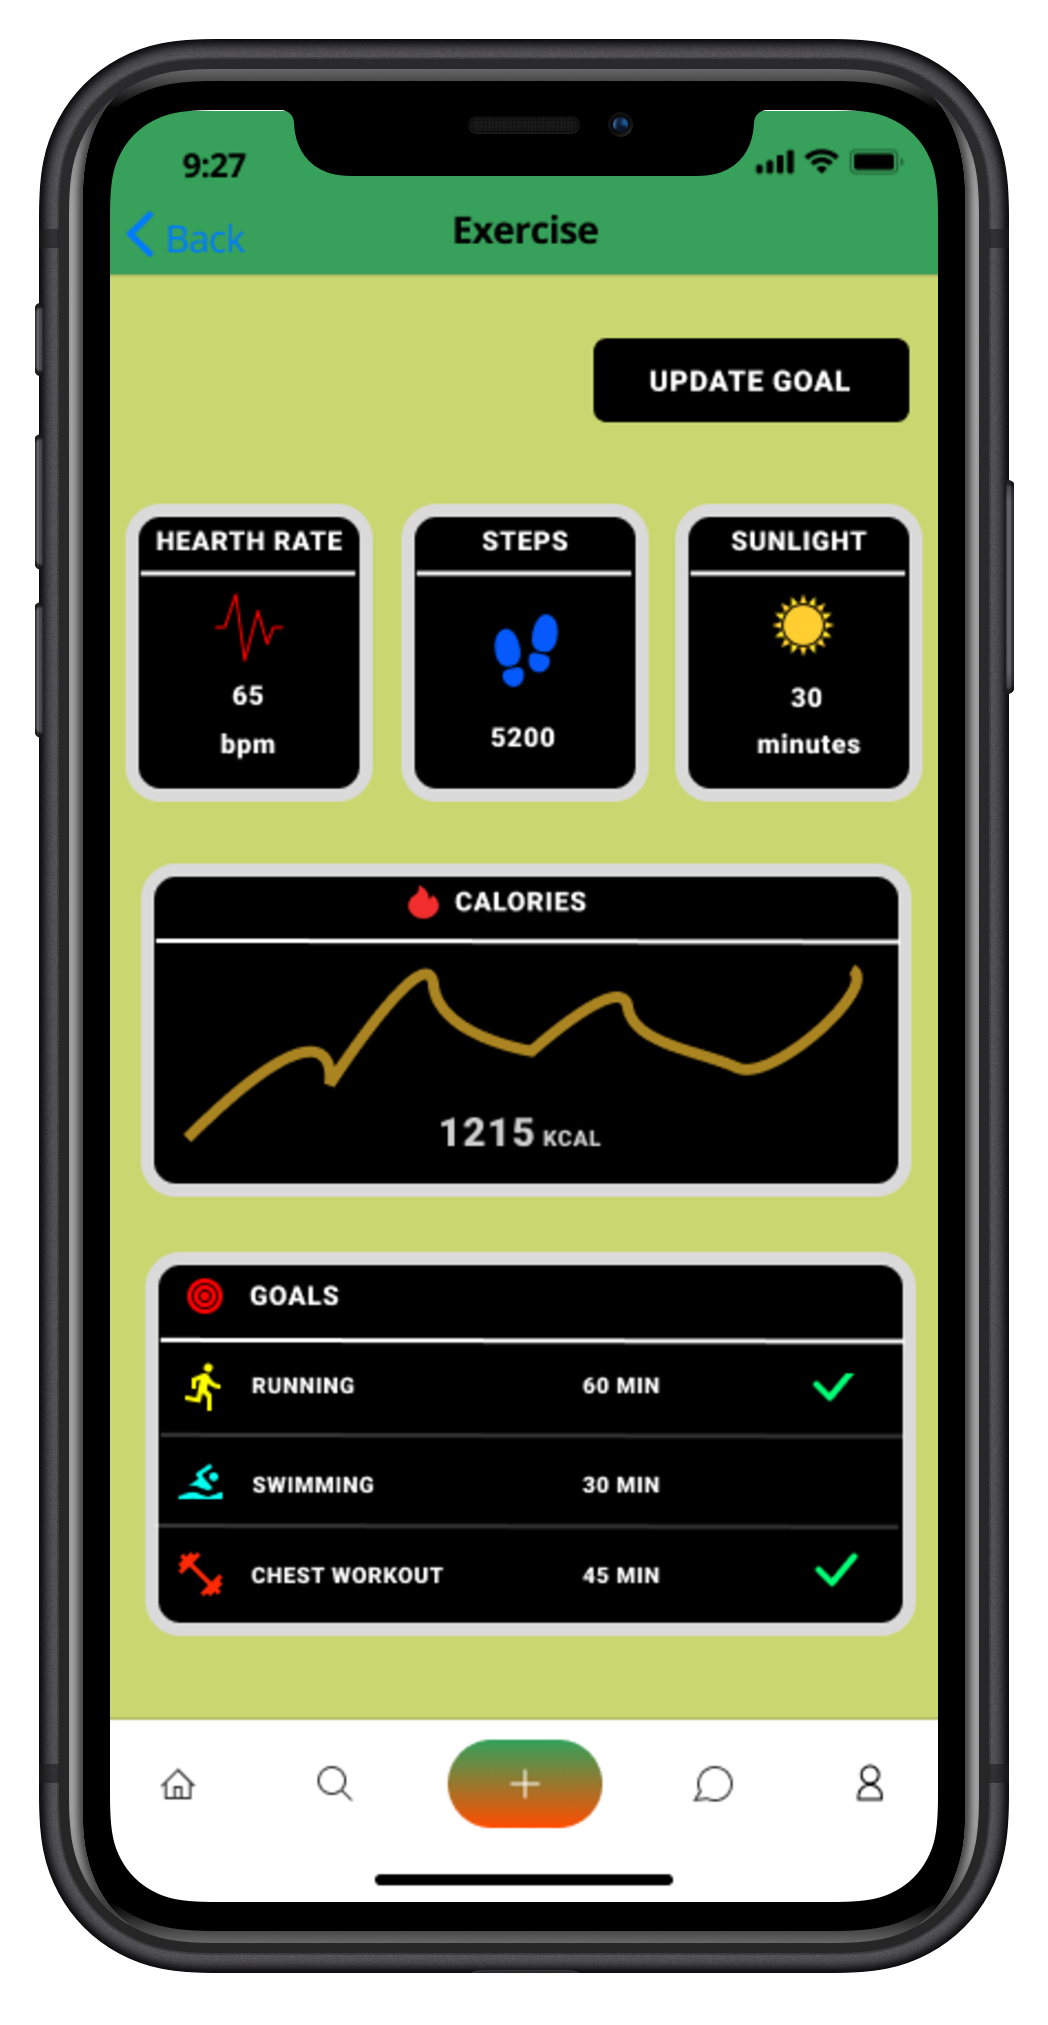 9:27
Back
Exercise
UPDATE GOAL
HEARTH RATE
65
bpm
STEPS
5200
SUNLIGHT
30
minutes
CALORIES
1215 KCAL
GOALS
RUNNING 60 MIN
SWIMMING 30 MIN
CHEST WORKOUT 45 MIN